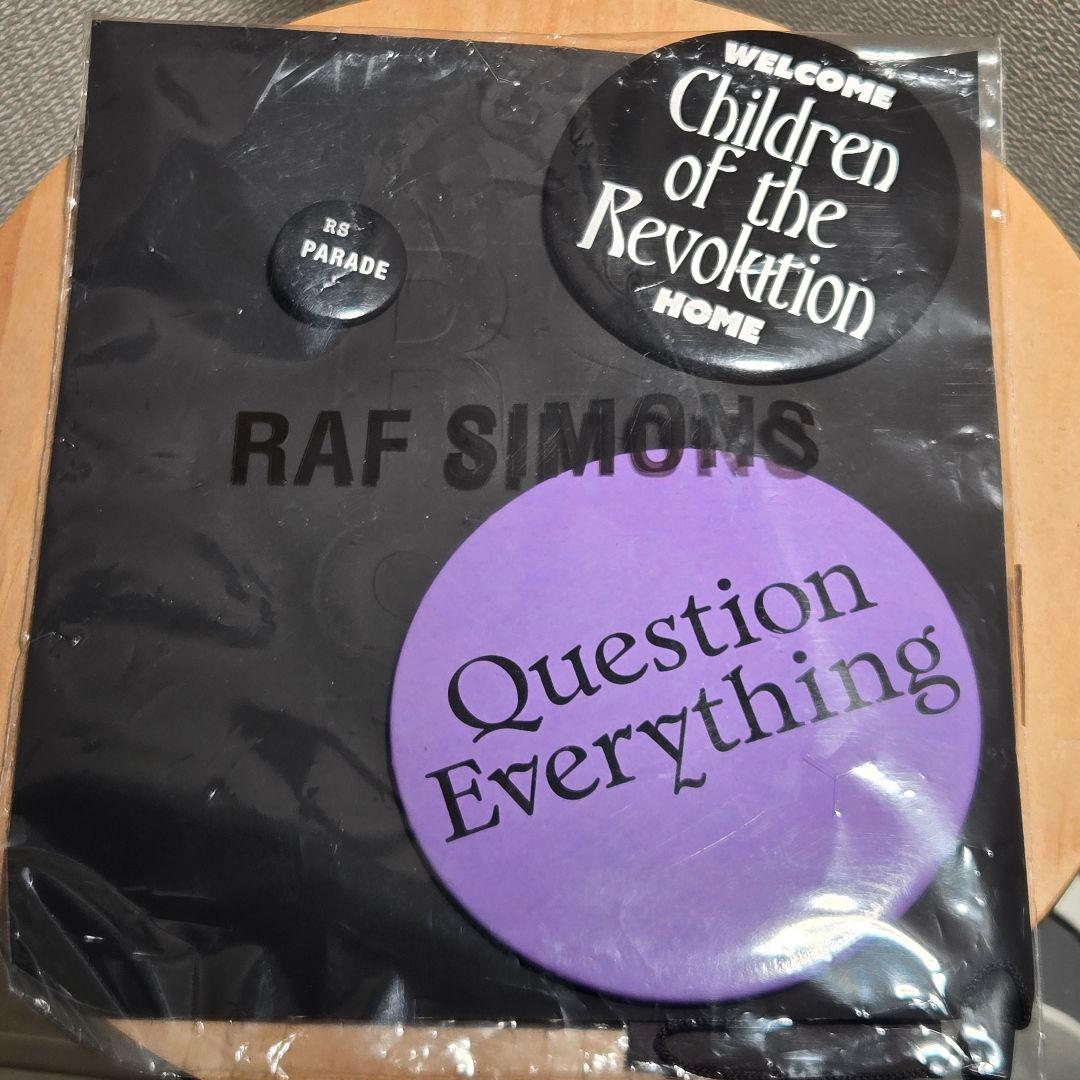 WELCOME
Children
of the
Revolution
HOME
RS
PARADE
RAF SIMONS
Question
Everything